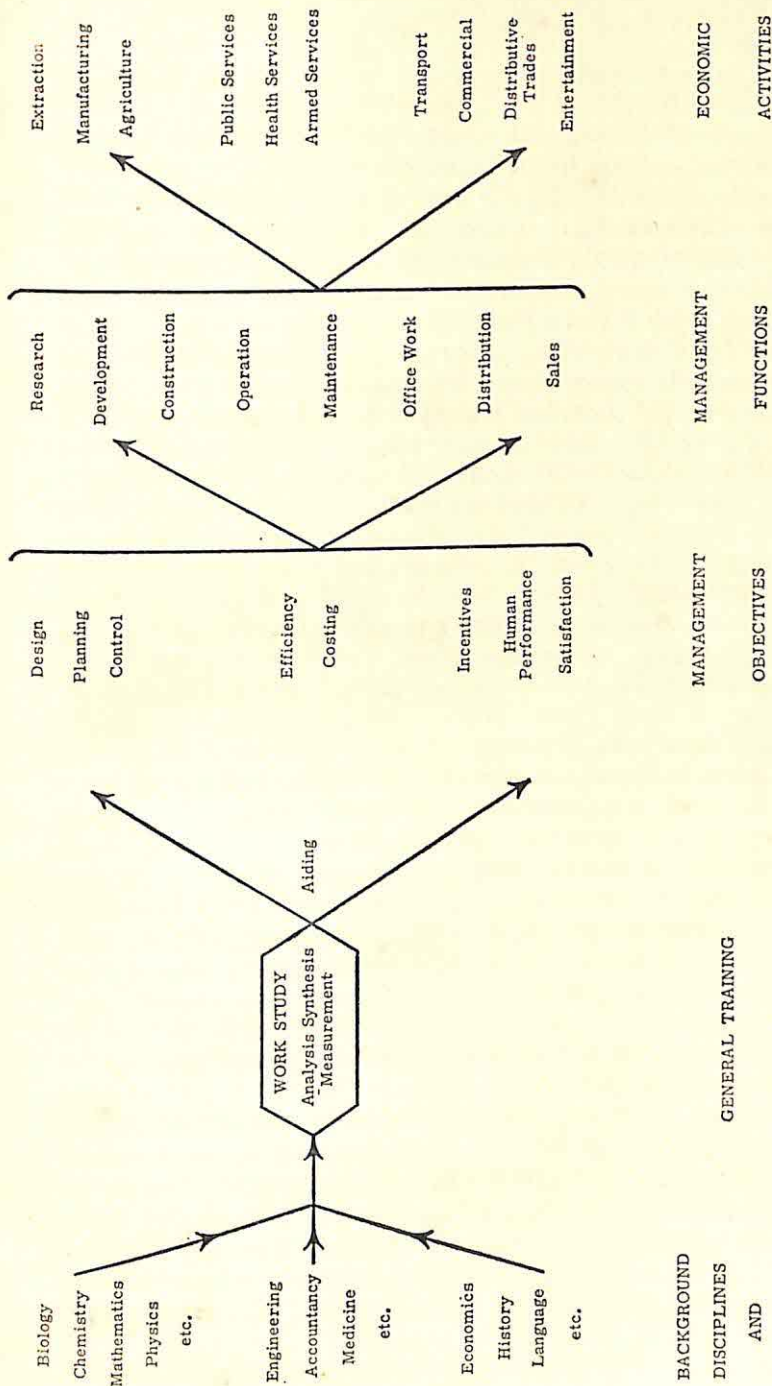 Biology
Chemistry
Mathematics
Physics
etc.
Engineering
Accountancy
Medicine
etc.
Economics
History
Language
etc.
WORK STUDY
Analysis Synthesis
Measurement
Aiding
Design
Planning
Control
Efficiency
Costing
Incentives
Human
Performance
Satisfaction
Research
Development
Construction
Operation
Maintenance
Office Work
Distribution
Sales
Extraction
Manufacturing
Agriculture
Public Services
Health Services
Armed Services
Transport
Commercial
Distributive
Trades
Entertainment
BACKGROUND
DISCIPLINES
AND
GENERAL TRAINING
MANAGEMENT
OBJECTIVES
MANAGEMENT
FUNCTIONS
ECONOMIC
ACTIVITIES